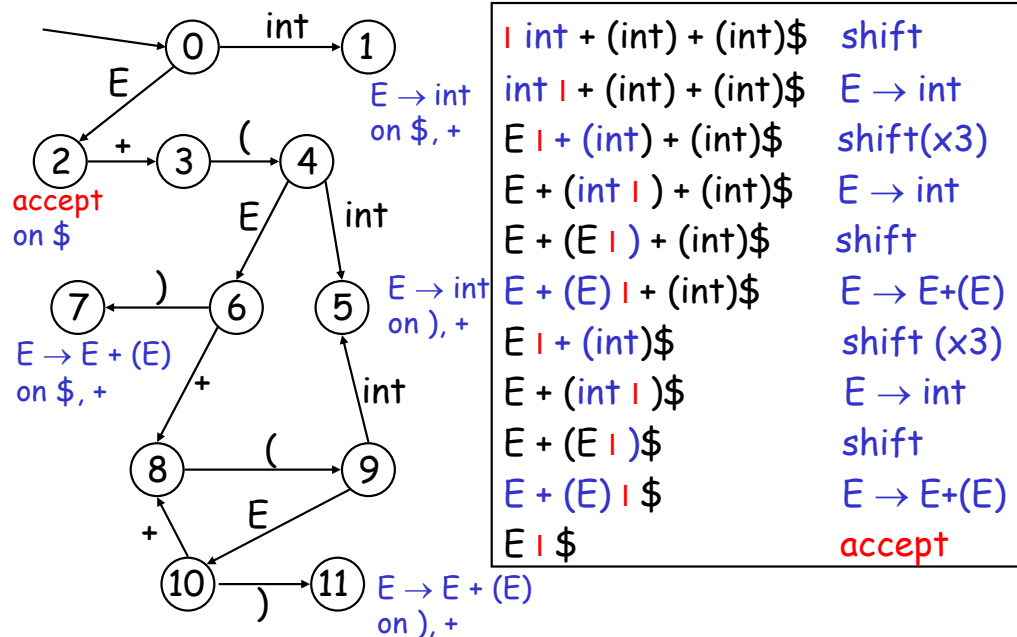 0
int
1
E
E → int
on $, +
2
+
3
(
4
accept
on $
E
int
7
)
6
5
E → int
on ), +
E → E + (E)
on $, +
+
int
8
(
9
+
E
10
)
11
E → E + (E)
on ), +
I int + (int) + (int)$ shift
int I + (int) + (int)$ E → int
E I + (int) + (int)$ shift(x3)
E + (int I ) + (int)$ E → int
E + (E I ) + (int)$ shift
E + (E) I + (int)$ E → E+(E)
E I + (int)$ shift (x3)
E + (int I )$ E → int
E + (E I )$ shift
E + (E) I $ E → E+(E)
E I $ accept